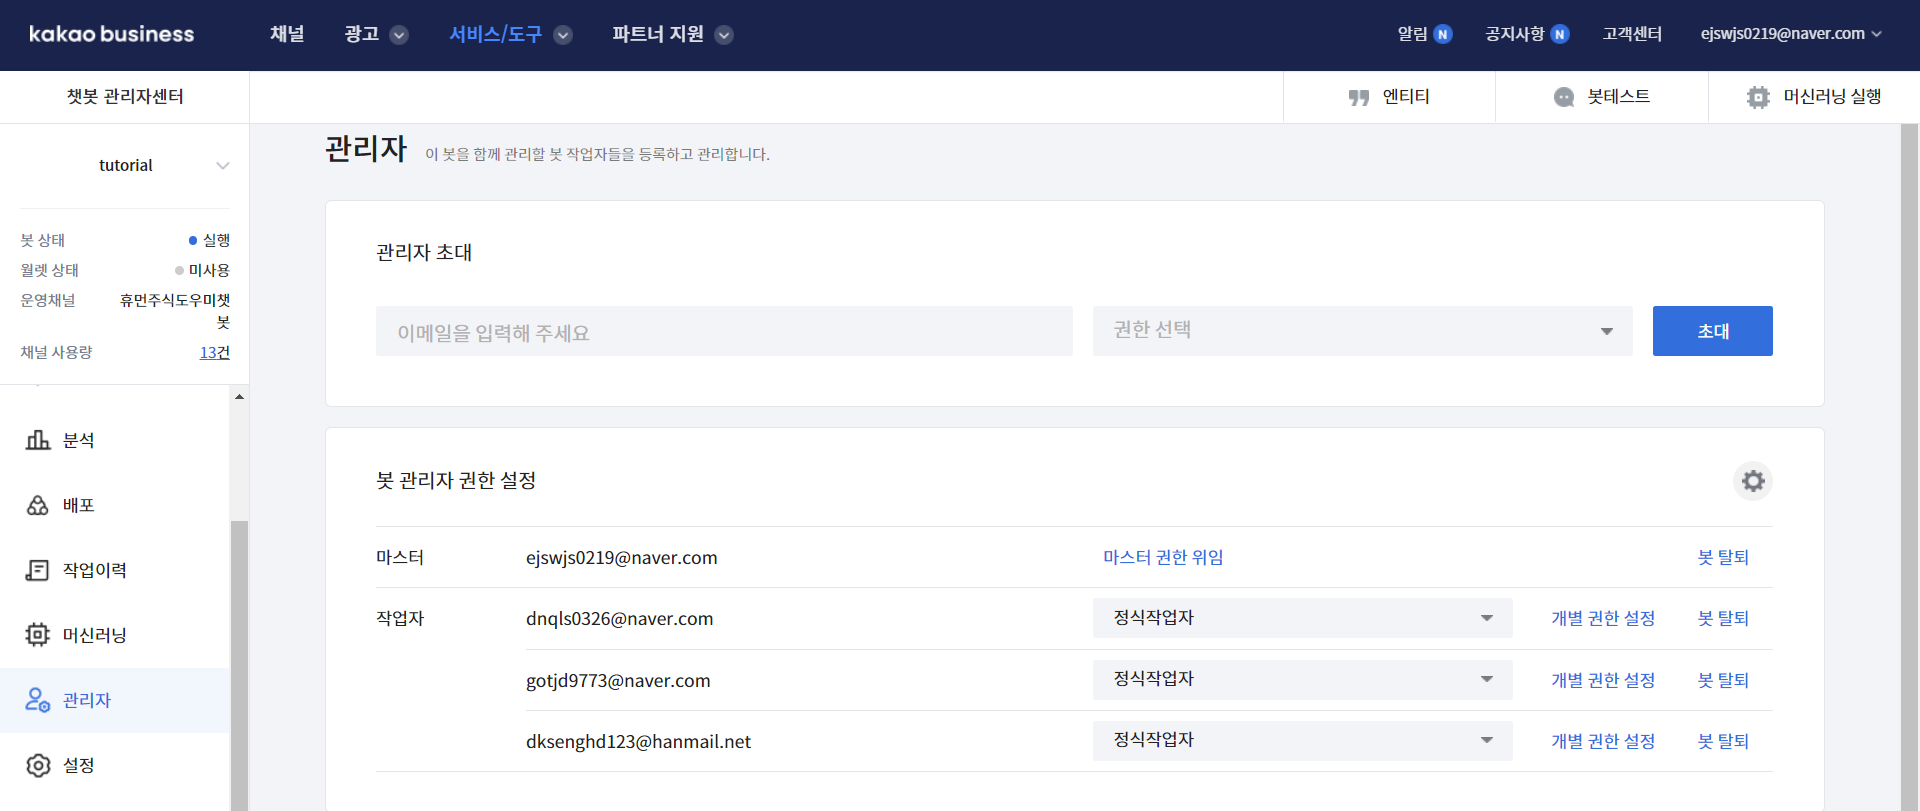 kakao business 채널 광고 서비스/도구 파트너 지원 알림 N 공지사항 N 고객센터 ejswjs0219@naver.com
챗봇 관리자센터 엔티티 봇테스트 머신러닝 실행
tutorial
봇 상태 실행
월렛 상태 미사용
운영채널 휴먼주식도우미챗
봇
채널 사용량 13건
분석
배포
작업이력
머신러닝
관리자
설정
관리자 이 봇을 함께 관리할 봇 작업자들을 등록하고 관리합니다.
관리자 초대
이메일을 입력해 주세요 권한 선택 초대
봇 관리자 권한 설정
마스터 ejswjs0219@naver.com 마스터 권한 위임 봇 탈퇴
작업자 dnqls0326@naver.com 정식작업자 개별 권한 설정 봇 탈퇴
gotjd9773@naver.com 정식작업자 개별 권한 설정 봇 탈퇴
dksenghd123@hanmail.net 정식작업자 개별 권한 설정 봇 탈퇴